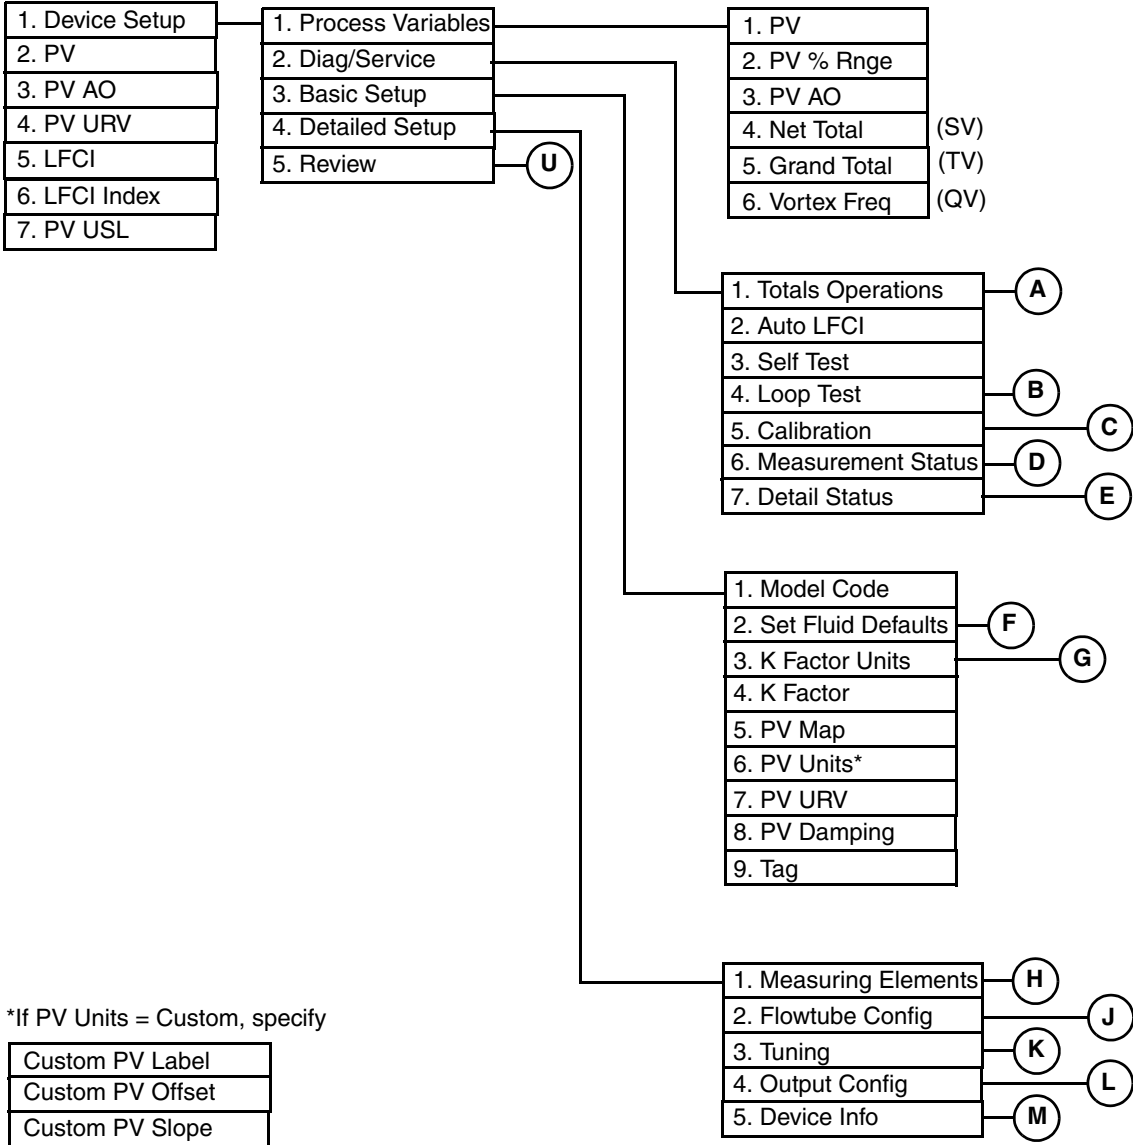 1. Device Setup
2. PV
3. PV AO
4. PV URV
5. LFCI
6. LFCI Index
7. PV USL
1. Process Variables
2. Diag/Service
3. Basic Setup
4. Detailed Setup
5. Review
U
1. PV
2. PV % Rnge
3. PV AO
4. Net Total (SV)
5. Grand Total (TV)
6. Vortex Freq (QV)
1. Totals Operations A
2. Auto LFCI
3. Self Test
4. Loop Test B
5. Calibration C
6. Measurement Status D
7. Detail Status E
1. Model Code
2. Set Fluid Defaults F
3. K Factor Units G
4. K Factor
5. PV Map
6. PV Units*
7. PV URV
8. PV Damping
9. Tag
1. Measuring Elements H
2. Flowtube Config J
3. Tuning K
4. Output Config L
5. Device Info M
*If PV Units = Custom, specify
Custom PV Label
Custom PV Offset
Custom PV Slope